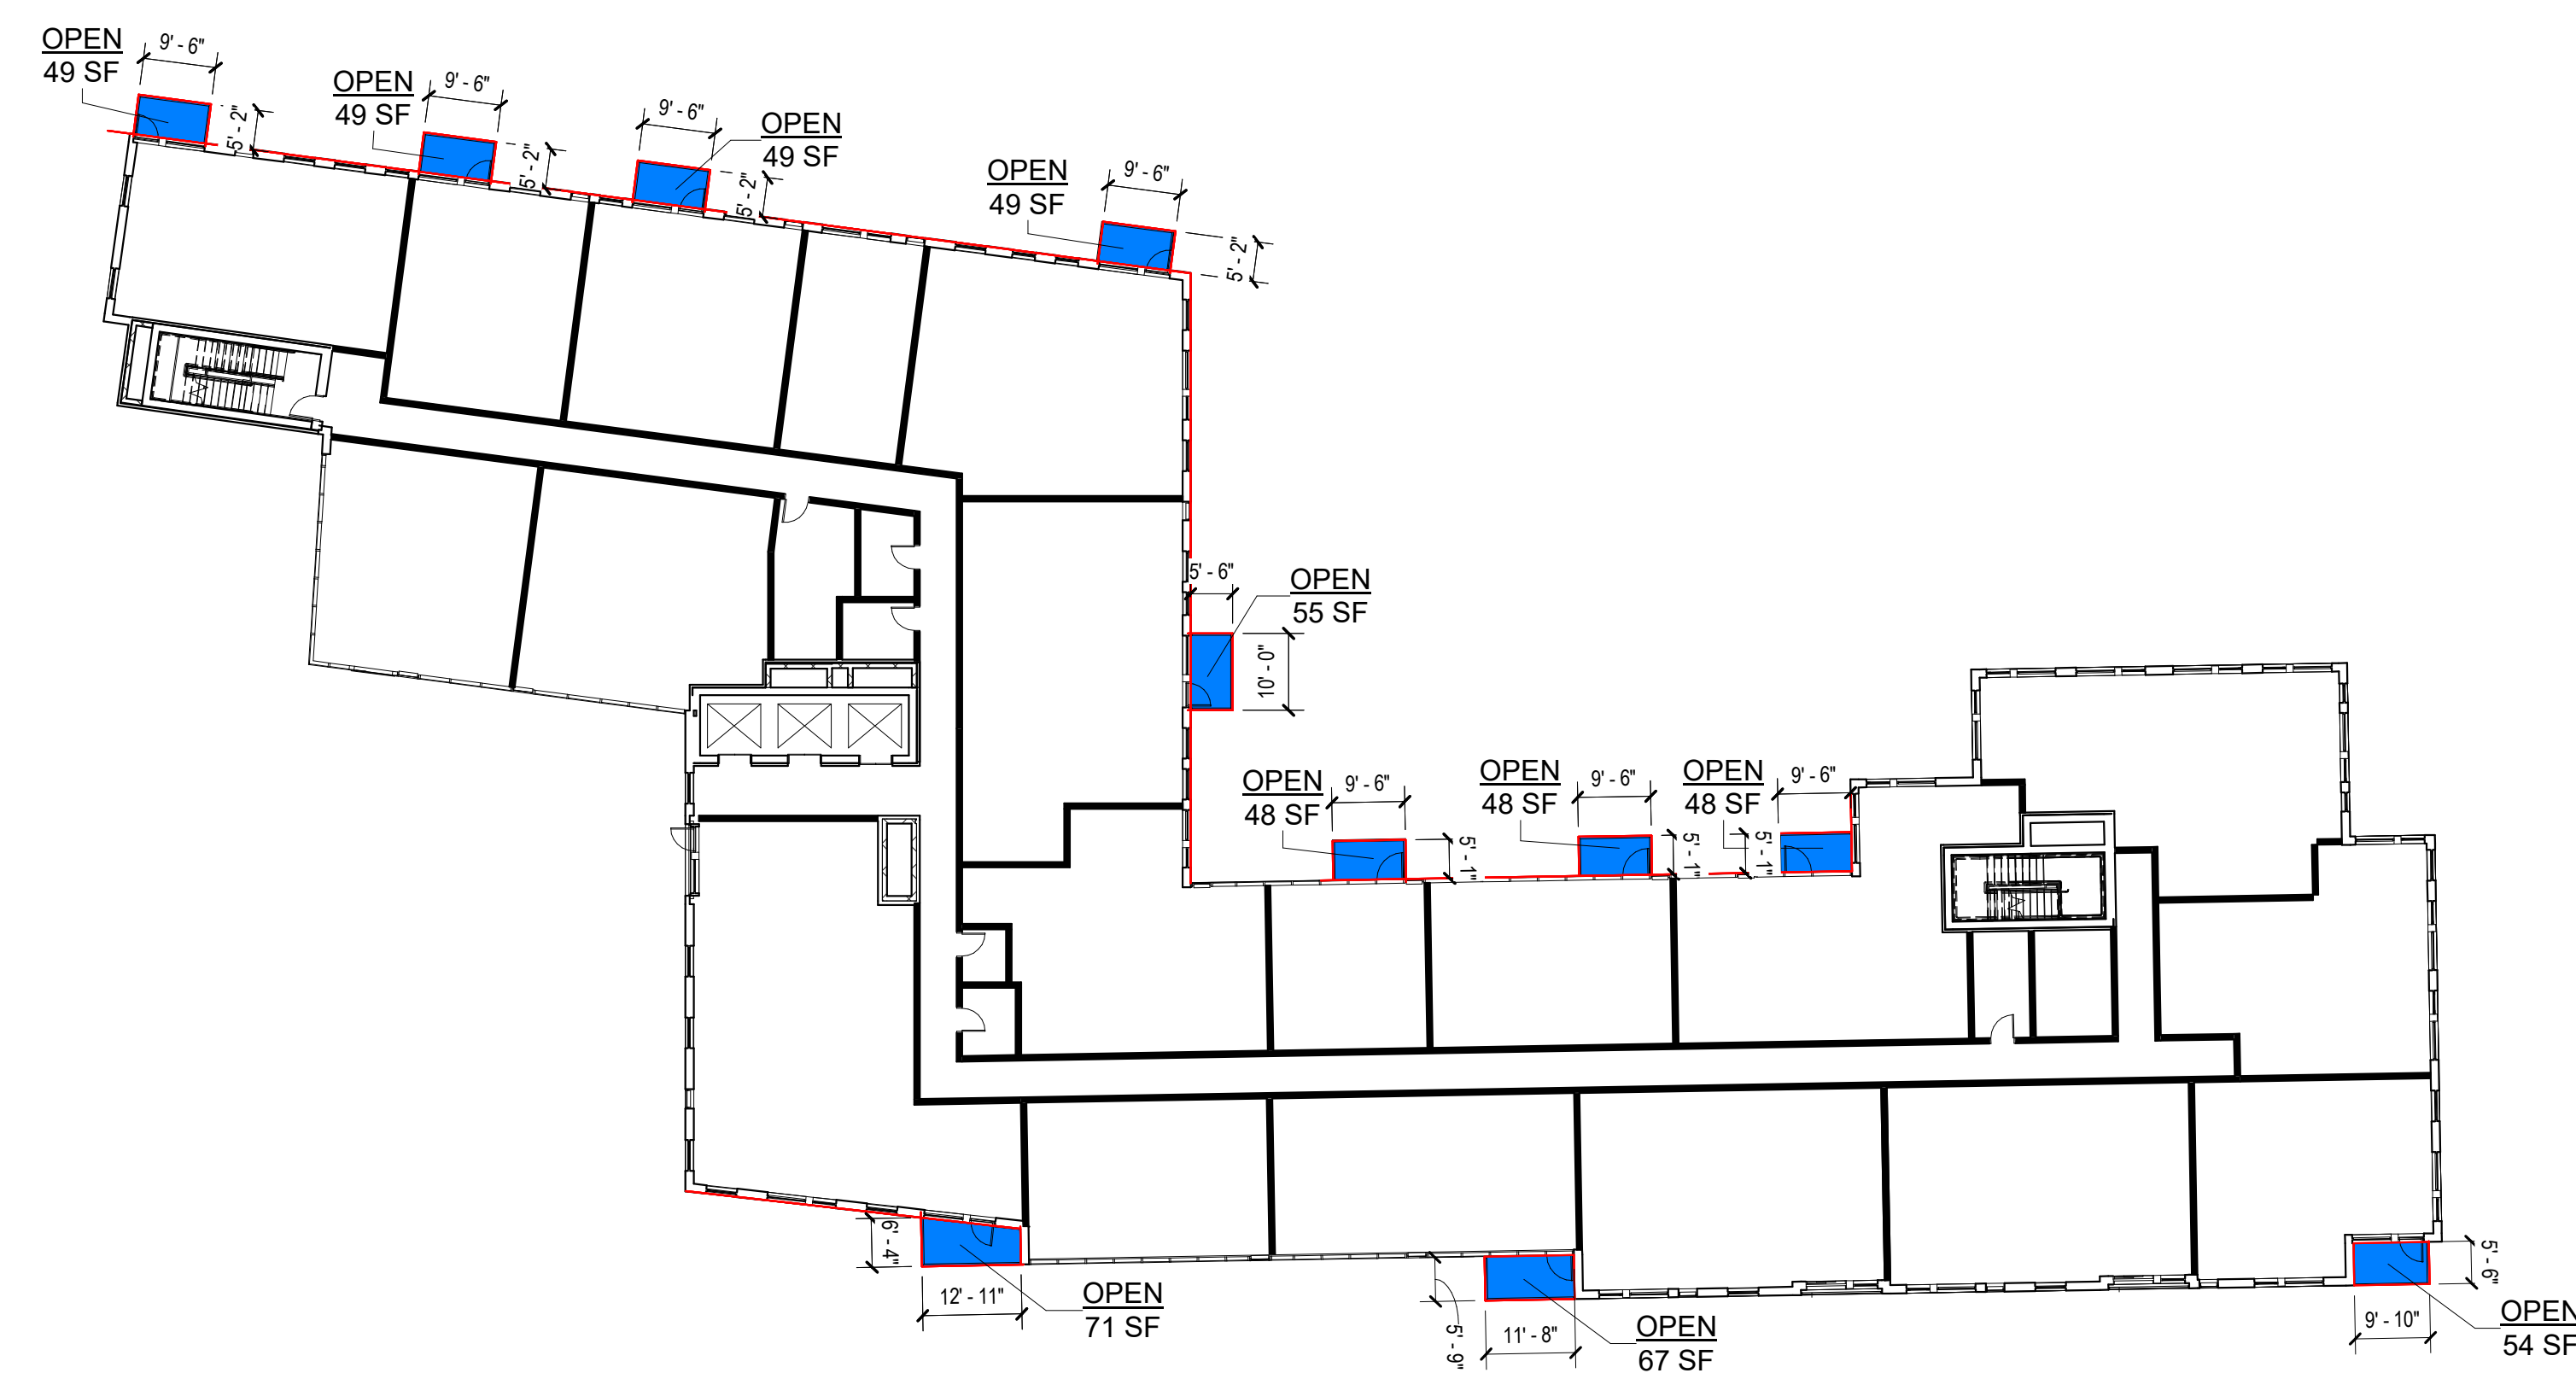 OPEN
49 SF
9' - 6"
5' - 2"
OPEN
49 SF
9' - 6"
5' - 2"
9' - 6"
OPEN
49 SF
5' - 2"
OPEN
49 SF
9' - 6"
5' - 2"
5' - 6"
OPEN
55 SF
10' - 0"
OPEN
48 SF
9' - 6"
5' - 1"
OPEN
48 SF
9' - 6"
5' - 1"
OPEN
48 SF
9' - 6"
5' - 1"
6' - 4"
12' - 11"
OPEN
71 SF
5' - 9"
11' - 8"
OPEN
67 SF
5' - 6"
9' - 10"
OPEN
54 SF